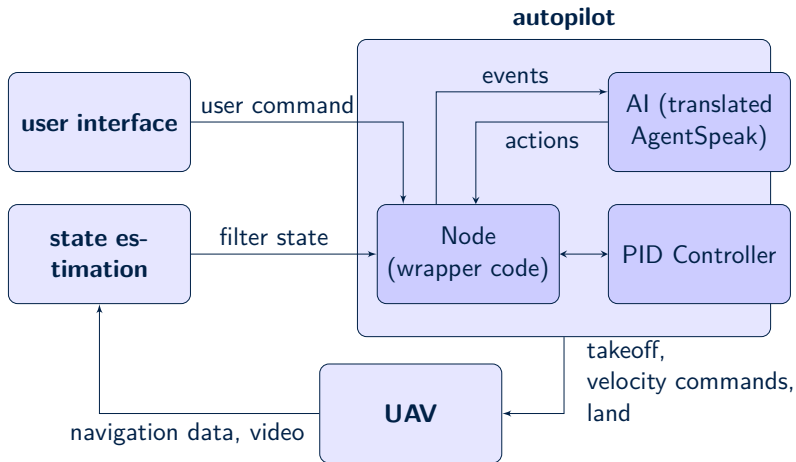 autopilot
user interface
user command
events
actions
AI (translated
AgentSpeak)
state es-
timation
filter state
Node
(wrapper code)
PID Controller
takeoff,
velocity commands,
land
UAV
navigation data, video